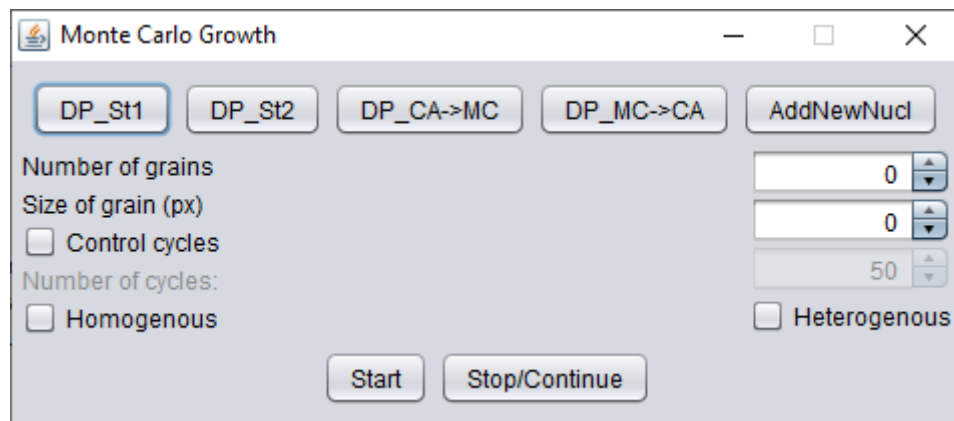 Monte Carlo Growth
DP_St1 DP_St2 DP_CA->MC DP_MC->CA AddNewNucl
Number of grains 0
Size of grain (px) 0
Control cycles
Number of cycles: 50
Homogenous Heterogenous
Start Stop/Continue